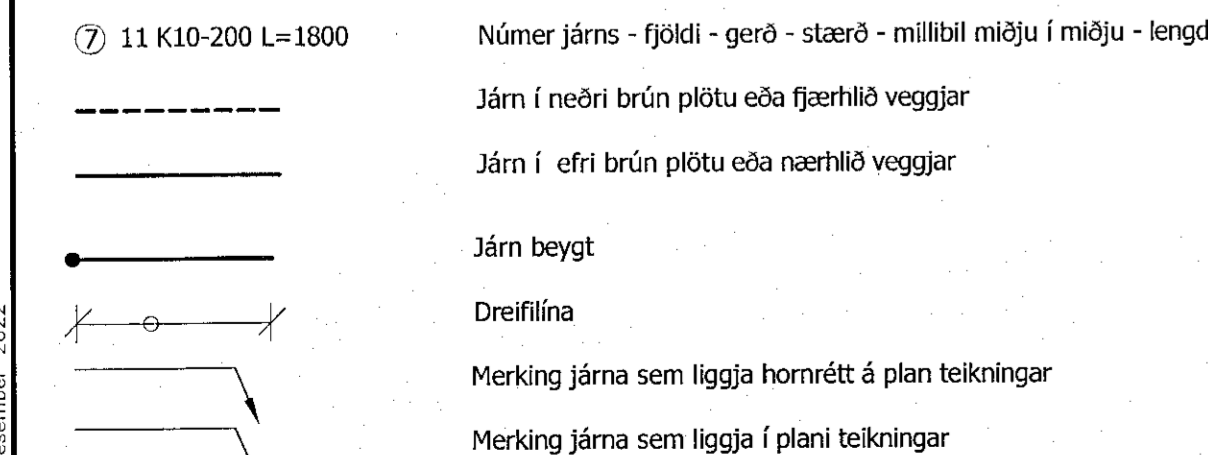 ⑦ 11 K10-200 L=1800 Númer járns - fjöldi - gerð - stærð - millibil miðju í miðju - lengd
Járn í neðri brún plötu eða fjærhlið veggjar
Járn í efri brún plötu eða nærhlið veggjar
Járn beygt
Dreifilína
Merking járna sem liggja hornrétt á plan teikningar
Merking járna sem liggja í plani teikningar